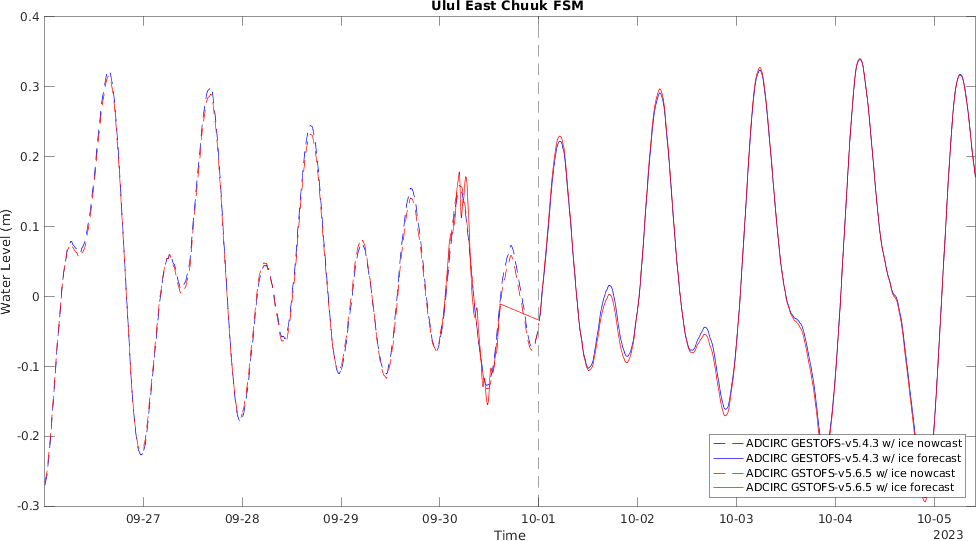 Ulul East Chuuk FSM
0.4
0.3
0.2
0.1
0
-0.1
-0.2
-0.3
Water Level (m)
ADCIRC GESTOFS-v5.4.3 w/ ice nowcast
ADCIRC GESTOFS-v5.4.3 w/ ice forecast
ADCIRC GSTOFS-v5.6.5 w/ ice nowcast
ADCIRC GSTOFS-v5.6.5 w/ ice forecast
09-27 09-28 09-29 09-30 10-01 10-02 10-03 10-04 10-05
Time
2023